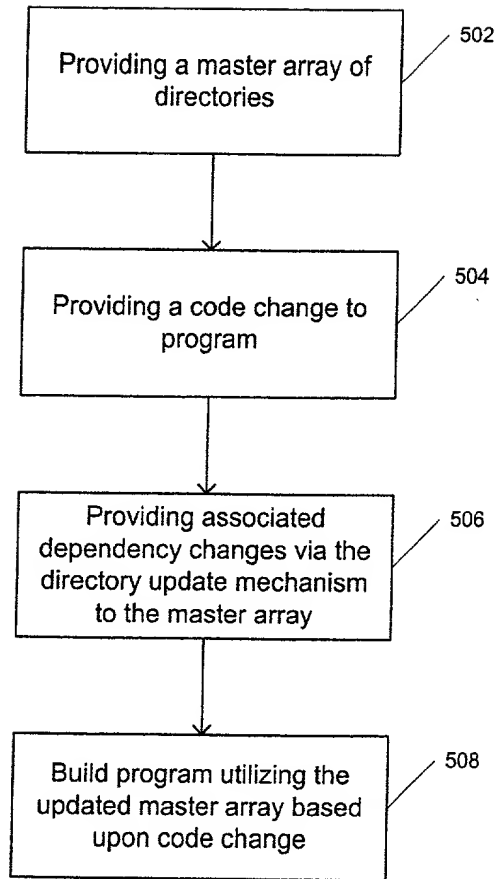 Providing a master array of
directories
502
Providing a code change to
program
504
Providing associated
dependency changes via the
directory update mechanism
to the master array
506
Build program utilizing the
updated master array based
upon code change
508